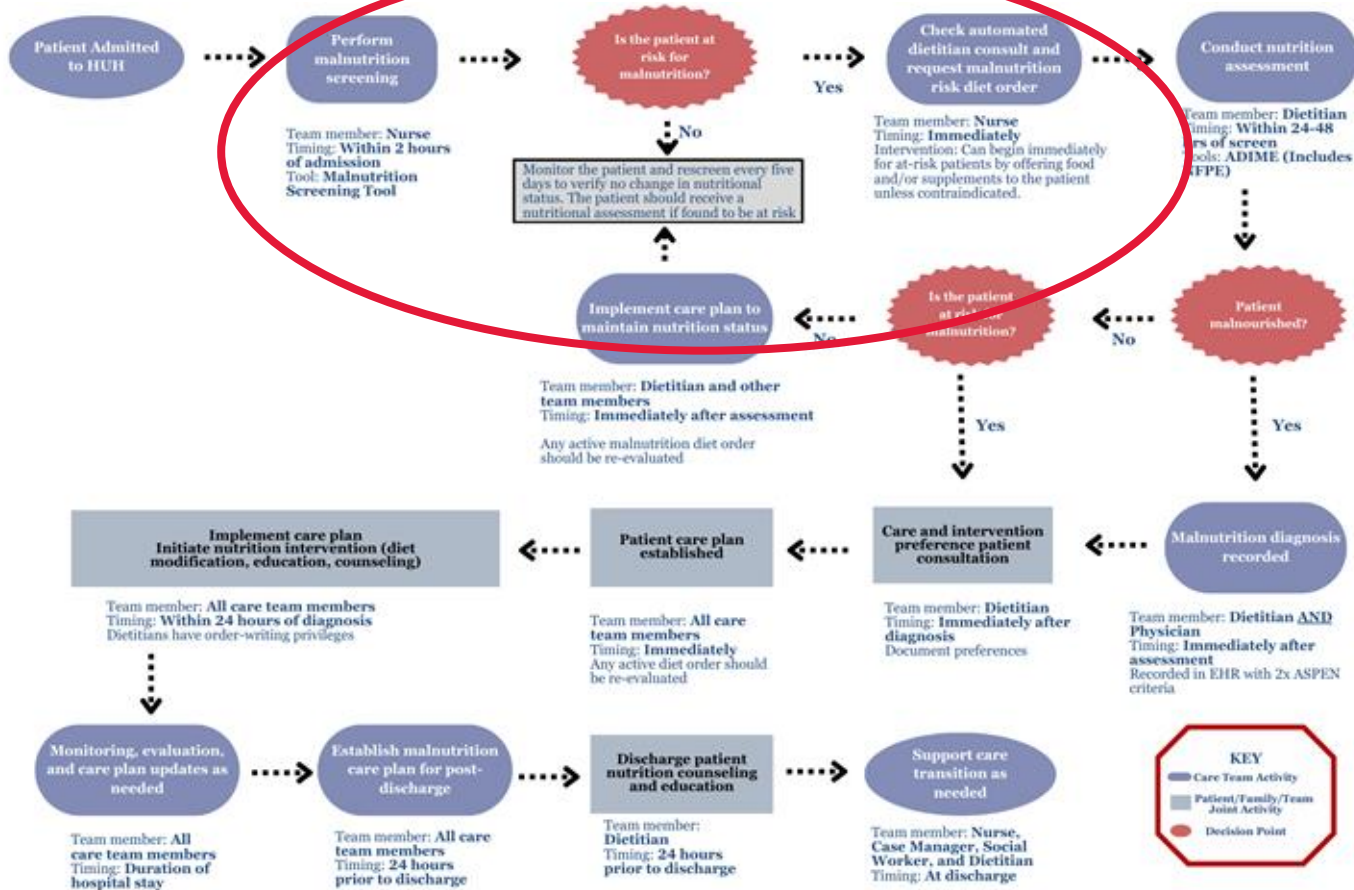 Patient Admitted
to HUH
Perform
malnutrition
screening
Team member: Nurse
Timing: Within 2 hours
of admission
Tool: Malnutrition
Screening Tool
Is the patient at
risk for
malnutrition?
Yes
No
Monitor the patient and rescreen every five
days to verify no change in nutritional
status. The patient should receive a
nutritional assessment if found to be at risk
Check automated
dietitian consult and
request malnutrition
risk diet order
Team member: Nurse
Timing: Immediately
Intervention: Can begin immediately
for at-risk patients by offering food
and/or supplements to the patient
unless contraindicated.
Conduct nutrition
assessment
Team member: Dietitian
Timing: Within 24-48
hrs of screen
Tools: ADIME (Includes
NFPE)
Patient
malnourished?
No
Yes
Is the patient
at risk for
malnutrition?
No
Yes
Implement care plan to
maintain nutrition status
Team member: Dietitian and other
team members
Timing: Immediately after assessment
Any active malnutrition diet order
should be re-evaluated
Malnutrition diagnosis
recorded
Team member: Dietitian AND
Physician
Timing: Immediately after
assessment
Recorded in EHR with 2x ASPEN
criteria
Care and intervention
preference patient
consultation
Team member: Dietitian
Timing: Immediately after
diagnosis
Document preferences
Patient care plan
established
Team member: All care
team members
Timing: Immediately
Any active diet order should
be re-evaluated
Implement care plan
Initiate nutrition intervention (diet
modification, education, counseling)
Team member: All care team members
Timing: Within 24 hours of diagnosis
Dietitians have order-writing privileges
Monitoring, evaluation,
and care plan updates as
needed
Team member: All
care team members
Timing: Duration of
hospital stay
Establish malnutrition
care plan for post-
discharge
Team member: All care
team members
Timing: 24 hours
prior to discharge
Discharge patient
nutrition counseling
and education
Team member:
Dietitian
Timing: 24 hours
prior to discharge
Support care
transition as
needed
Team member: Nurse,
Case Manager, Social
Worker, and Dietitian
Timing: At discharge
KEY
Care Team Activity
Patient/Family/Team
Joint Activity
Decision Point